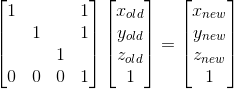 1 1 x_old x_new
1 1 y_old = y_new
1 z_old z_new
0 0 0 1 1 1